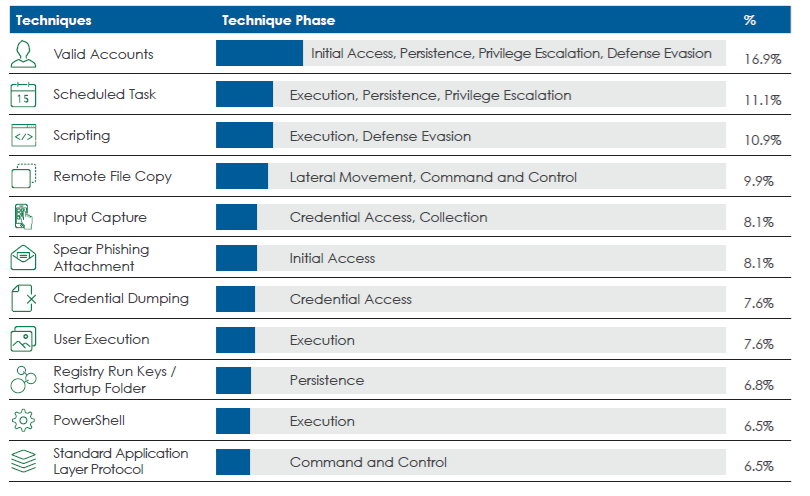 Techniques Technique Phase %
Valid Accounts Initial Access, Persistence, Privilege Escalation, Defense Evasion 16.9%
15 Scheduled Task Execution, Persistence, Privilege Escalation 11.1%
</> Scripting Execution, Defense Evasion 10.9%
Remote File Copy Lateral Movement, Command and Control 9.9%
Input Capture Credential Access, Collection 8.1%
Spear Phishing
Attachment Initial Access 8.1%
Credential Dumping Credential Access 7.6%
User Execution Execution 7.6%
Registry Run Keys /
Startup Folder Persistence 6.8%
PowerShell Execution 6.5%
Standard Application
Layer Protocol Command and Control 6.5%